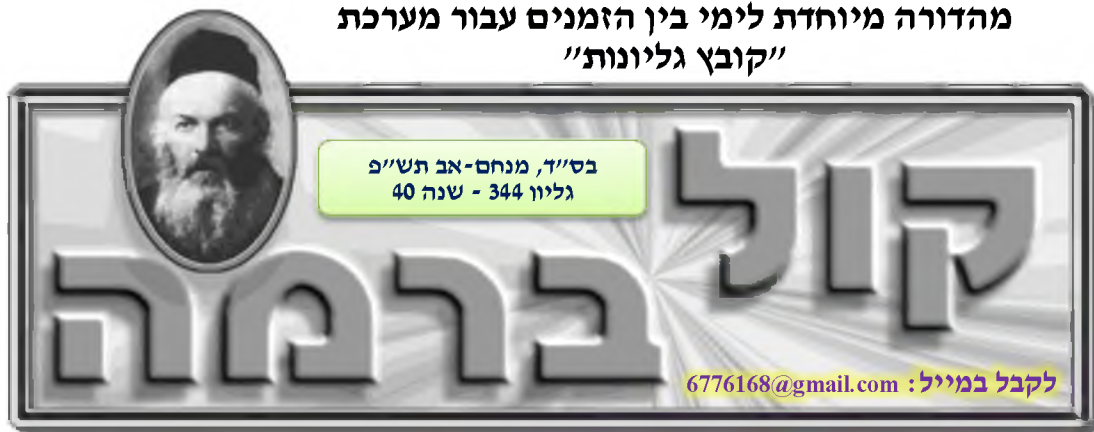 מהדורה מיוחדת לימי בין הזמנים עבור מערכת
"קובץ גליונות"
בס"ד, מנחם-אב תש"פ
גליון 344 - שנה 40
קול
ברמה
לקבל במייל: 6776168@gmail.com